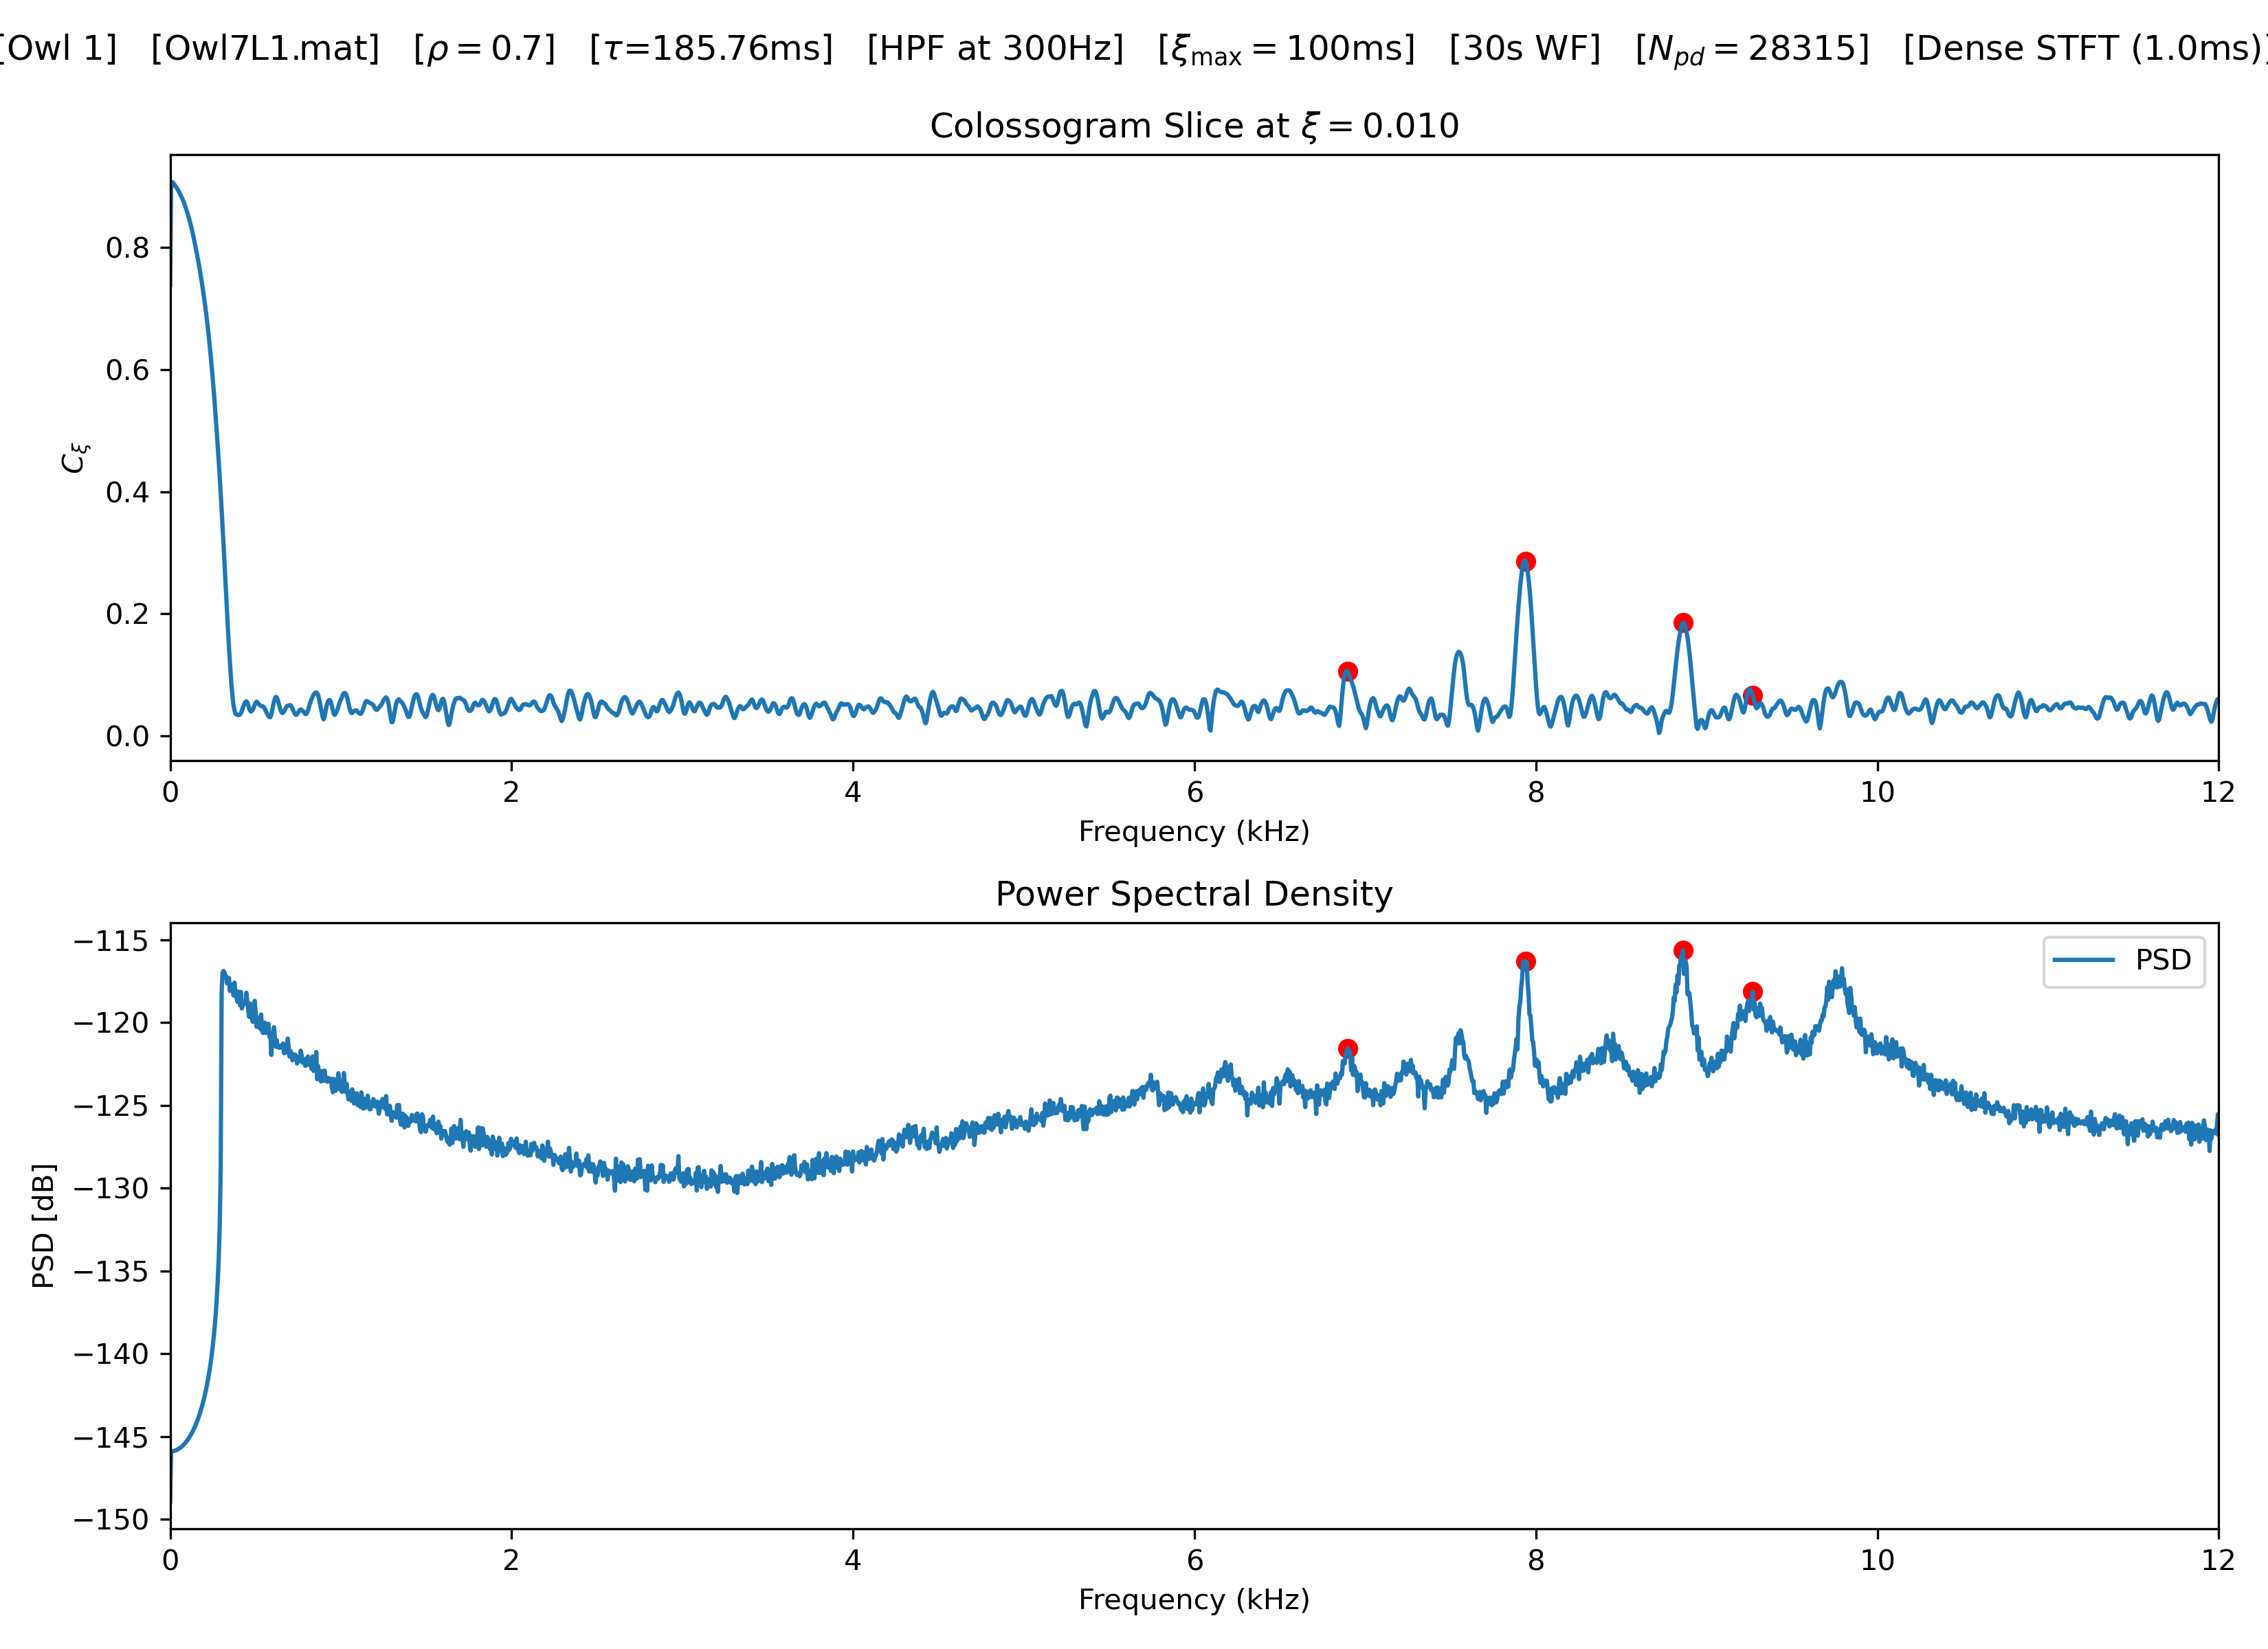 [Owl 1] [Owl7L1.mat] [ρ = 0.7] [τ=185.76ms] [HPF at 300Hz] [ξmax = 100ms] [30s WF] [Npd = 28315] [Dense STFT (1.0ms)]
Colossogram Slice at ξ = 0.010
0.8
0.6
0.4
0.2
0.0
Cξ
0 2 4 6 8 10 12
Frequency (kHz)
Power Spectral Density
PSD
−115
−120
−125
−130
−135
−140
−145
−150
PSD [dB]
0 2 4 6 8 10 12
Frequency (kHz)